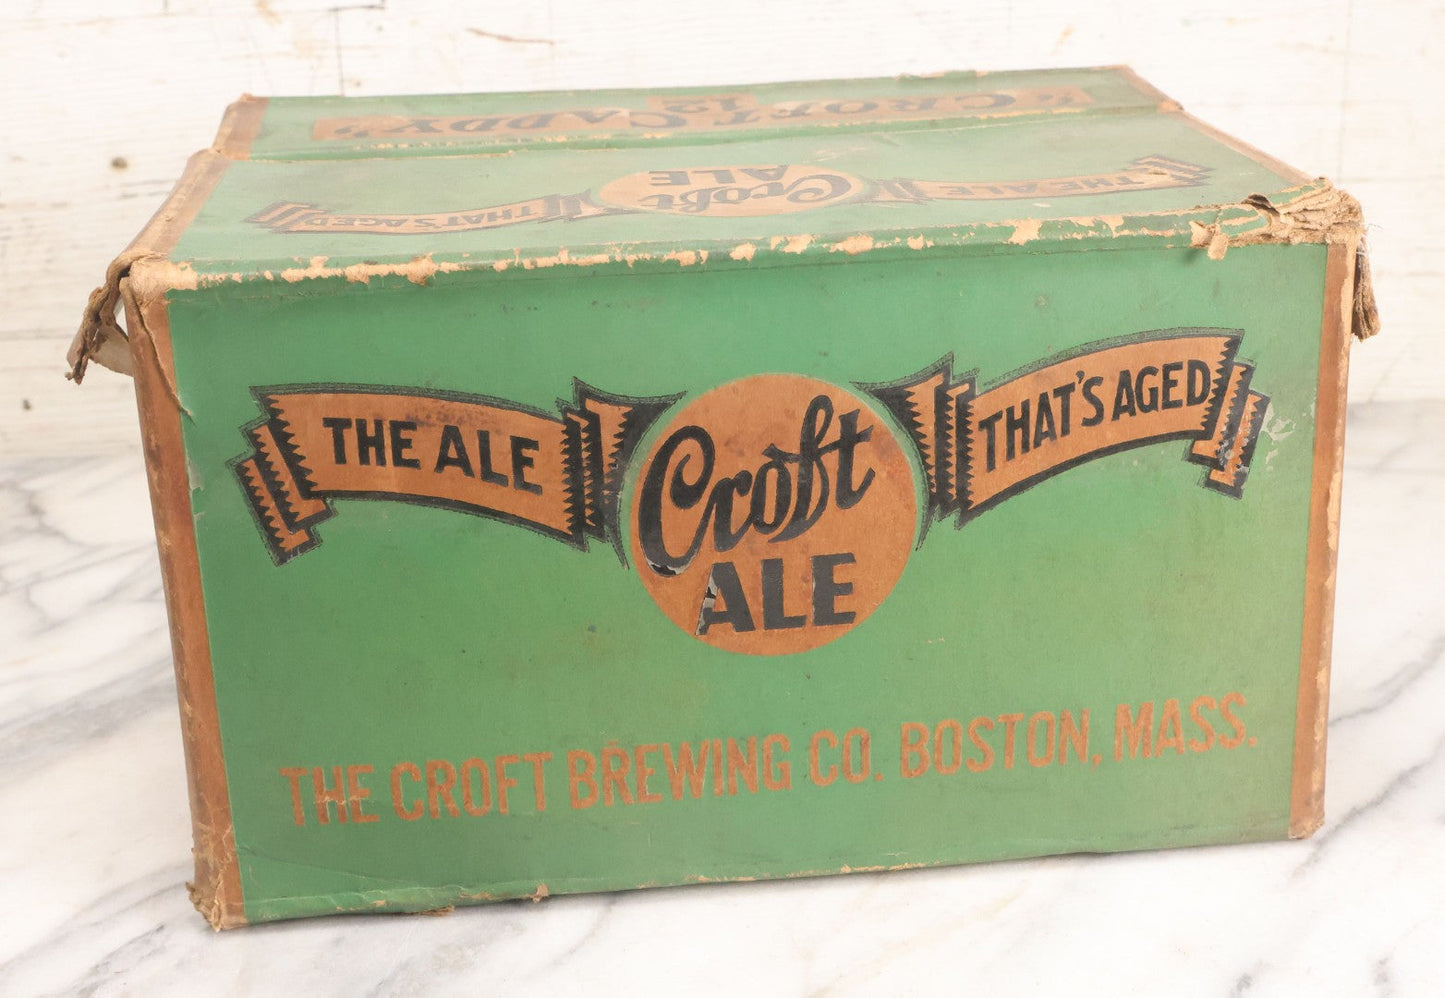 "CROFT 12 CADDY"
THE ALE Croft ALE THAT'S AGED
THE ALE Croft ALE THAT'S AGED
THE CROFT BREWING CO. BOSTON, MASS.